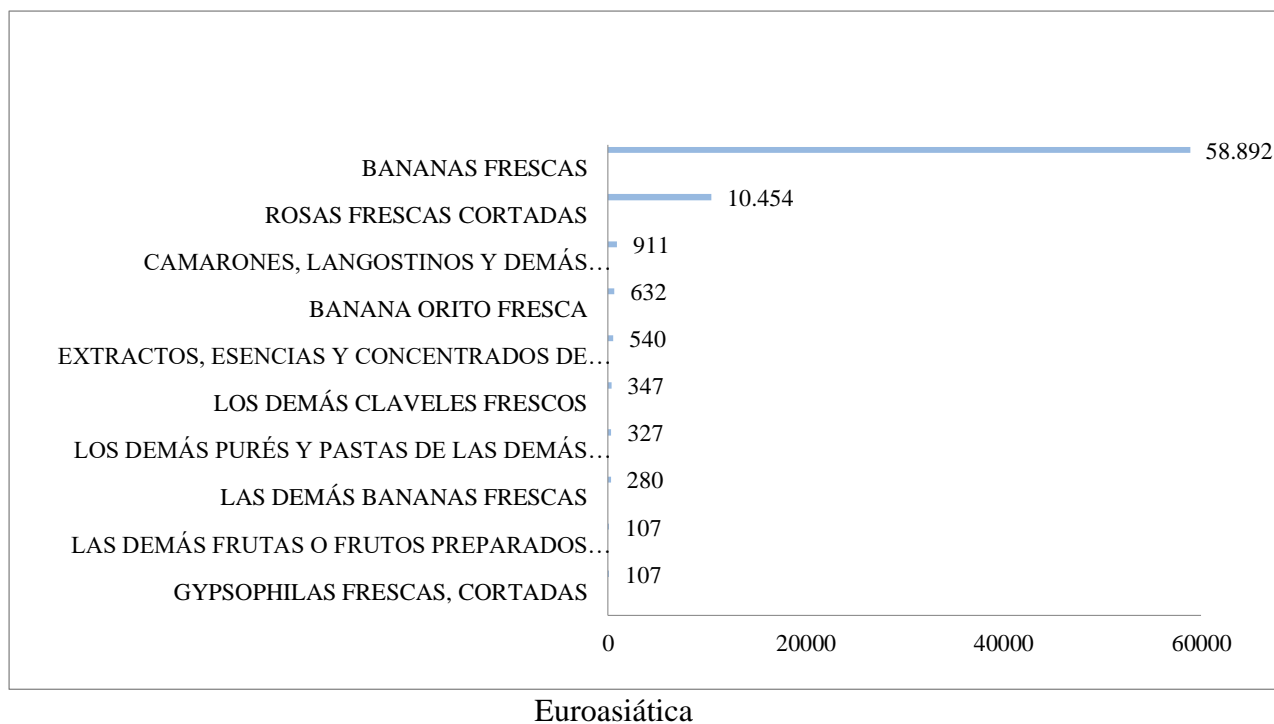 BANANAS FRESCAS 58.892
ROSAS FRESCAS CORTADAS 10.454
CAMARONES, LANGOSTINOS Y DEMÁS… 911
BANANA ORITO FRESCA 632
EXTRACTOS, ESENCIAS Y CONCENTRADOS DE… 540
LOS DEMÁS CLAVELES FRESCOS 347
LOS DEMÁS PURÉS Y PASTAS DE LAS DEMÁS… 327
LAS DEMÁS BANANAS FRESCAS 280
LAS DEMÁS FRUTAS O FRUTOS PREPARADOS… 107
GYPSOPHILAS FRESCAS, CORTADAS 107
0 20000 40000 60000
Euroasiática